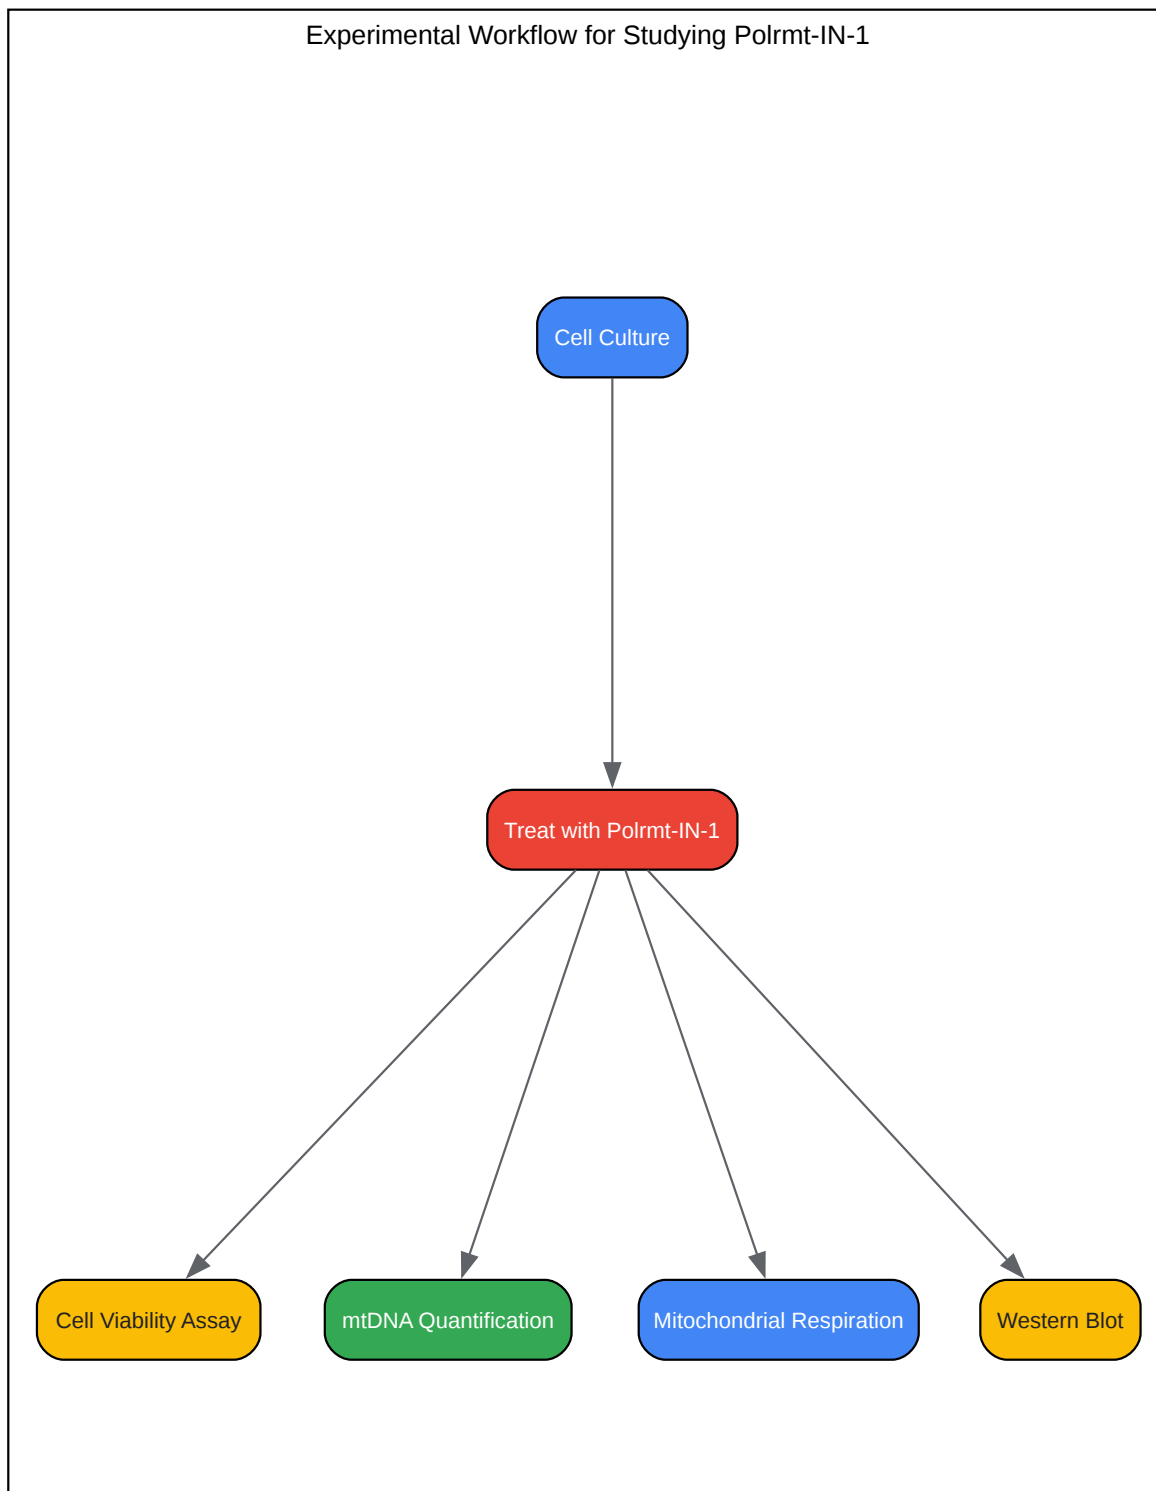 Experimental Workflow for Studying Polrmt-IN-1
Cell Culture
Treat with Polrmt-IN-1
Cell Viability Assay
mtDNA Quantification
Mitochondrial Respiration
Western Blot